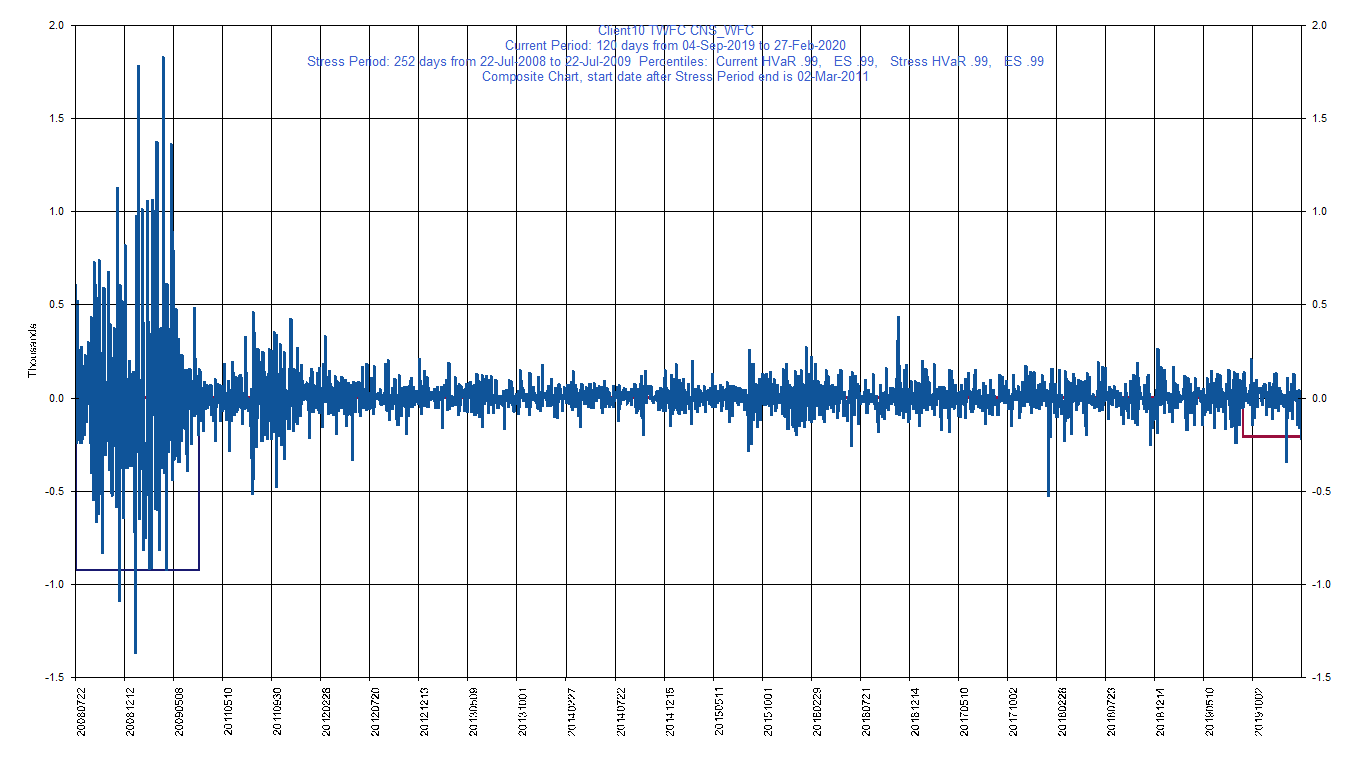 Client10 TWFC CNS_WFC
Current Period: 120 days from 04-Sep-2019 to 27-Feb-2020
Stress Period: 252 days from 22-Jul-2008 to 22-Jul-2009 Percentiles: Current HVaR .99, ES .99, Stress HVaR .99, ES .99
Composite Chart, start date after Stress Period end is 02-Mar-2011
2.0 2.0
1.5 1.5
1.0 1.0
0.5 0.5
Thousands
0.0 0.0
-0.5 -0.5
-1.0 -1.0
-1.5 -1.5
20080722 20081212 20090508 20110510 20110930 20120228 20120720 20121213 20130509 20131001 20140227 20140722 20141215 20150511 20151001 20160229 20160721 20161214 20170510 20171002 20180228 20180723 20181214 20190510 20191002